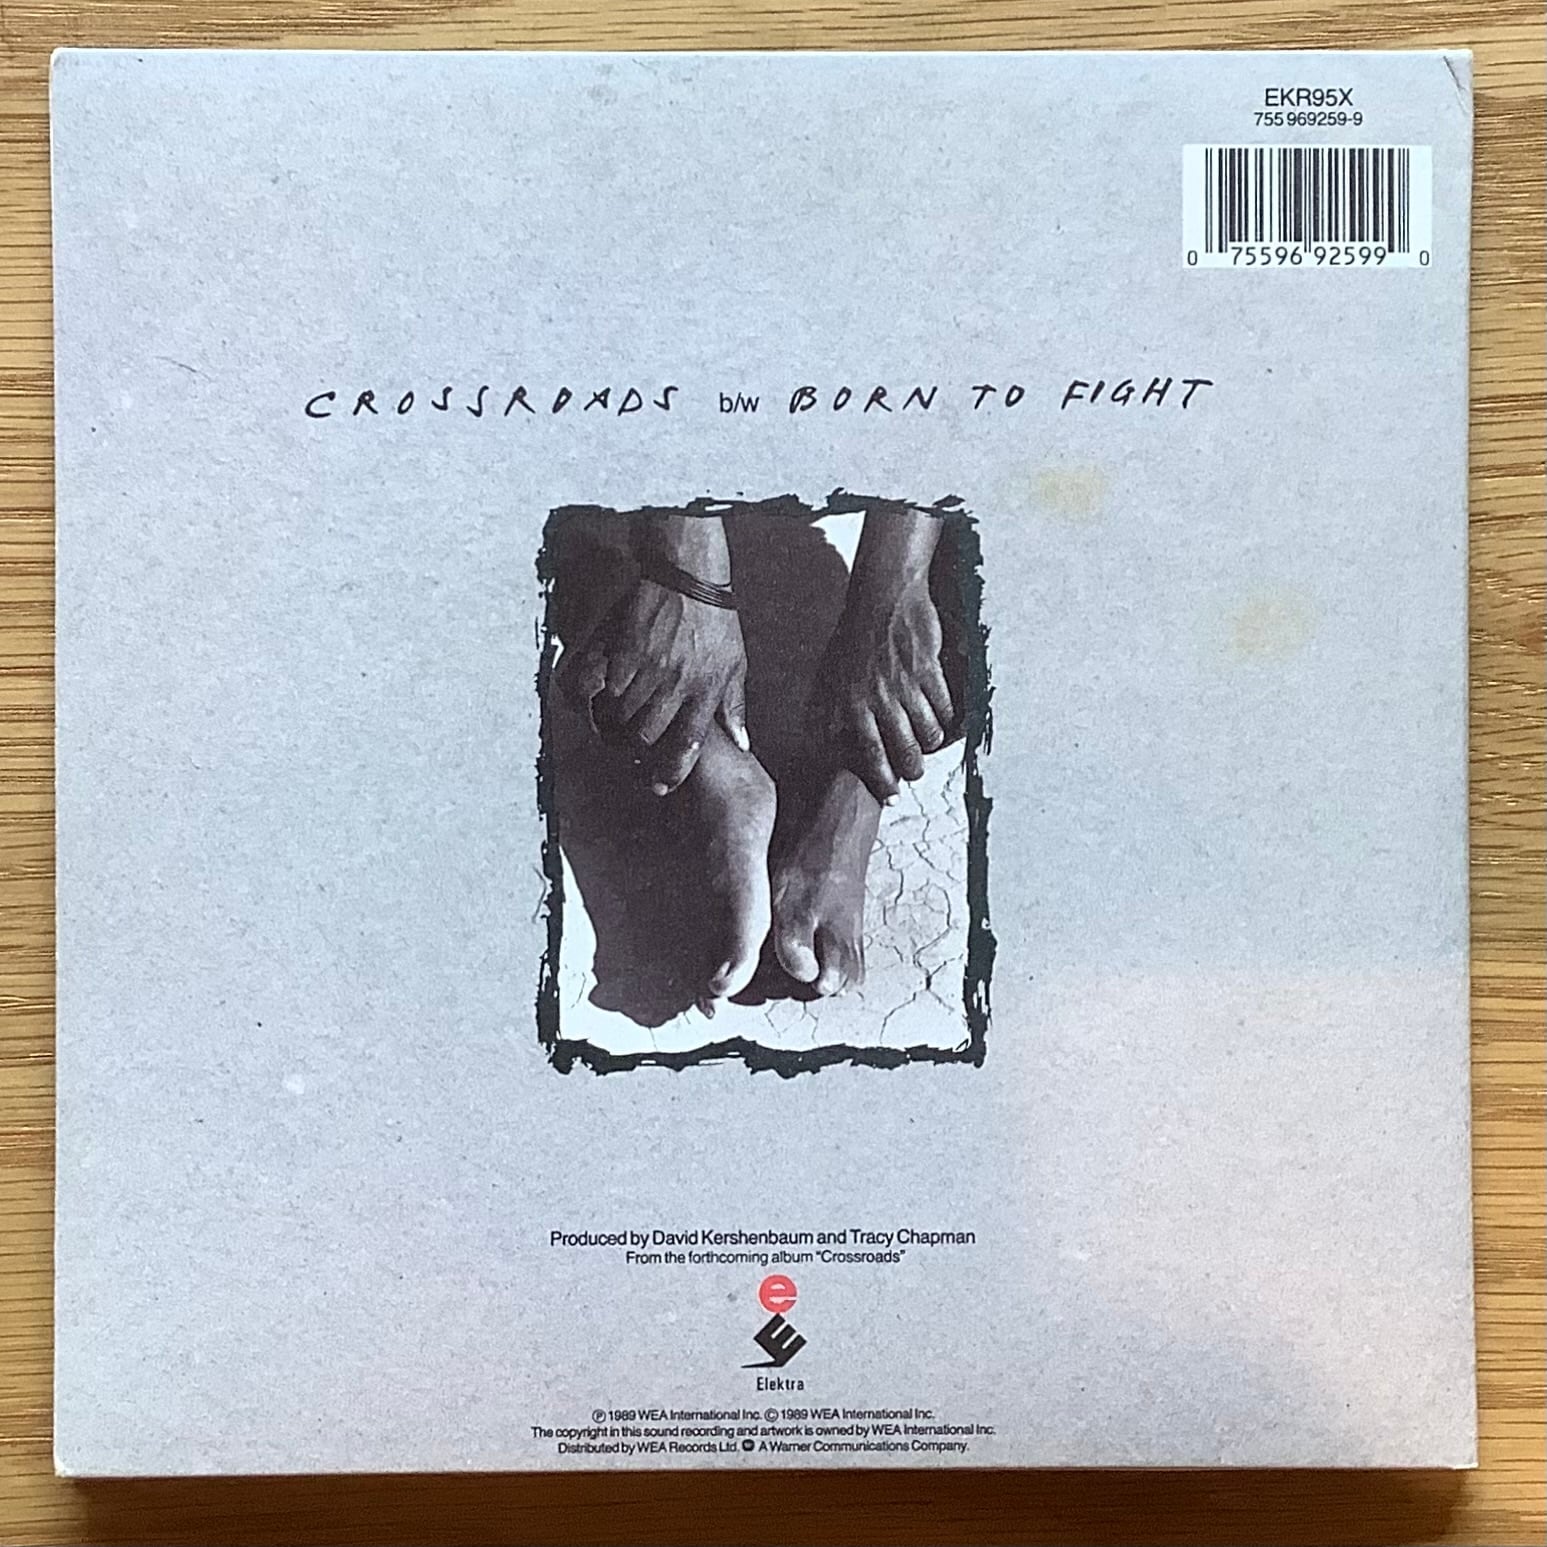 EKR95X
755 969259-9
0 75596 92599 0
CROSSROADS b/w BORN TO FIGHT
Produced by David Kershenbaum and Tracy Chapman
From the forthcoming album “Crossroads”
e
E
Elektra
℗ 1989 WEA International Inc. © 1989 WEA International Inc.
The copyright in this sound recording and artwork is owned by WEA International Inc.
Distributed by WEA Records Ltd. A Warner Communications Company.